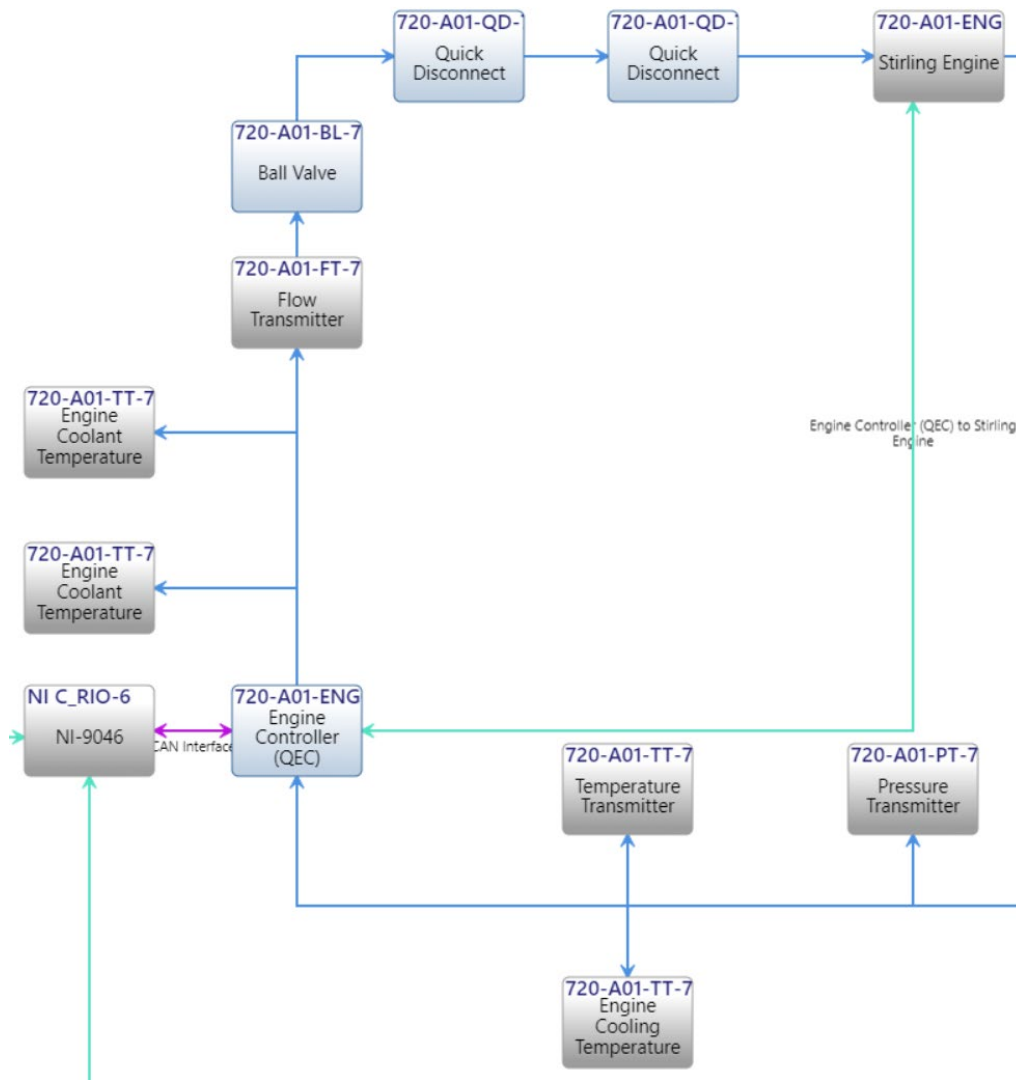 720-A01-QD-
Quick
Disconnect
720-A01-QD-
Quick
Disconnect
720-A01-ENG
Stirling Engine
720-A01-BL-7
Ball Valve
720-A01-FT-7
Flow
Transmitter
720-A01-TT-7
Engine
Coolant
Temperature
Engine Controller (QEC) to Stirling
Engine
720-A01-TT-7
Engine
Coolant
Temperature
NI C_RIO-6
NI-9046
CAN Interface
720-A01-ENG
Engine
Controller
(QEC)
720-A01-TT-7
Temperature
Transmitter
720-A01-PT-7
Pressure
Transmitter
720-A01-TT-7
Engine
Cooling
Temperature